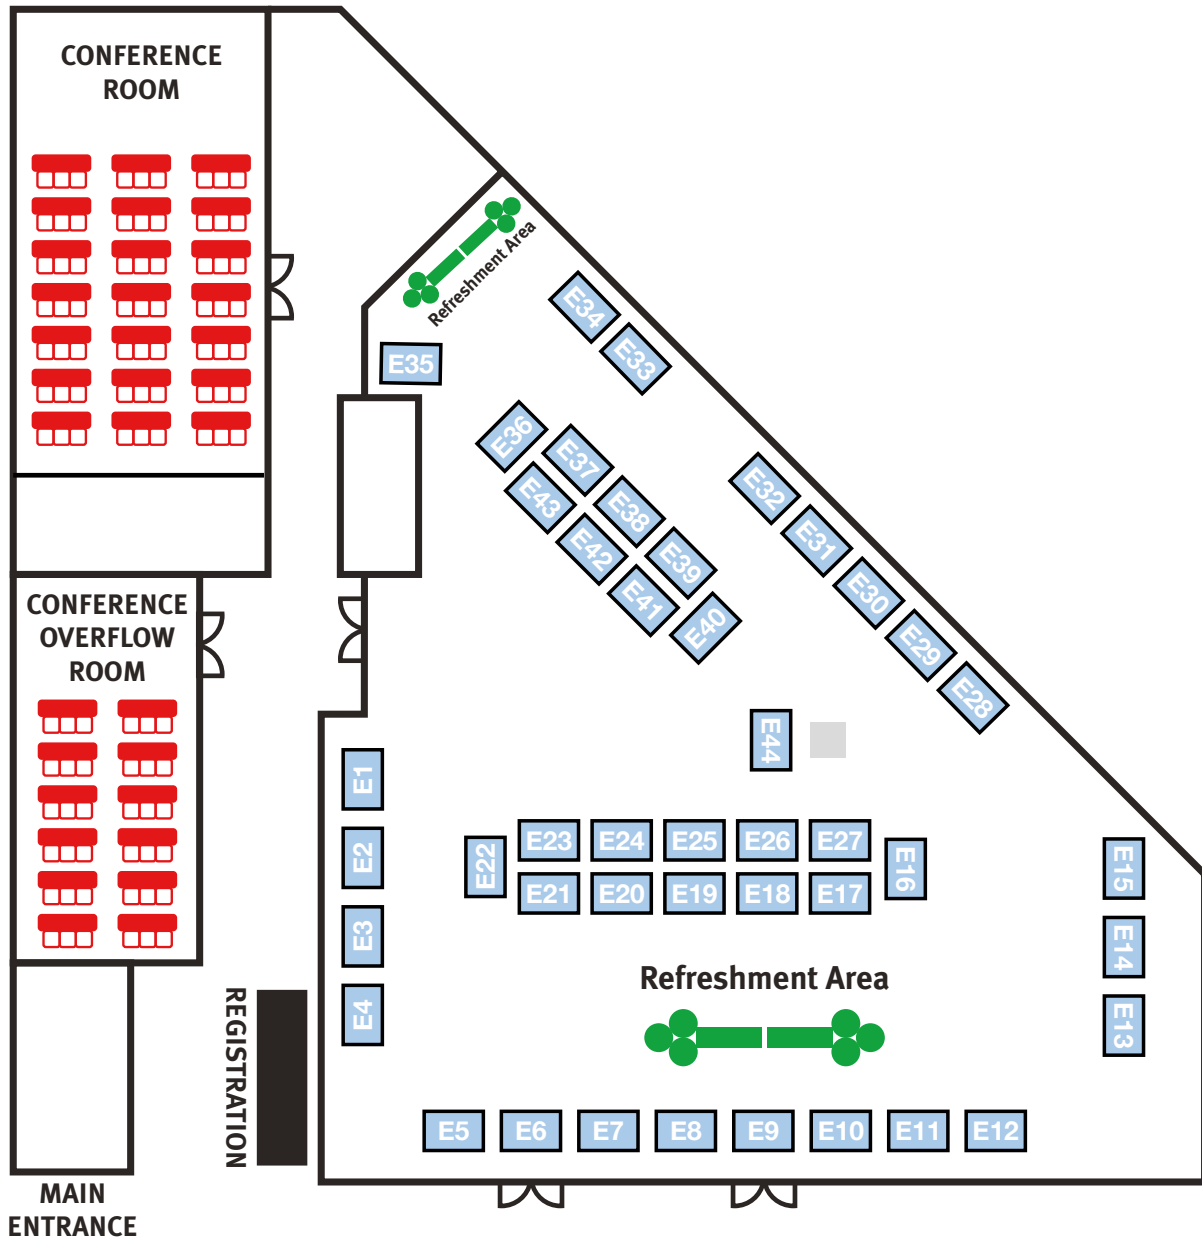 CONFERENCE
ROOM
Refreshment Area
E34
E33
E35
E36
E37
E43
E38
E42
E39
E41
E40
E32
E31
E30
E29
E28
CONFERENCE
OVERFLOW
ROOM
E44
E1
E2
E3
E4
E23
E24
E25
E26
E27
E22
E16
E21
E20
E19
E18
E17
E15
E14
E13
Refreshment Area
REGISTRATION
E5
E6
E7
E8
E9
E10
E11
E12
MAIN
ENTRANCE